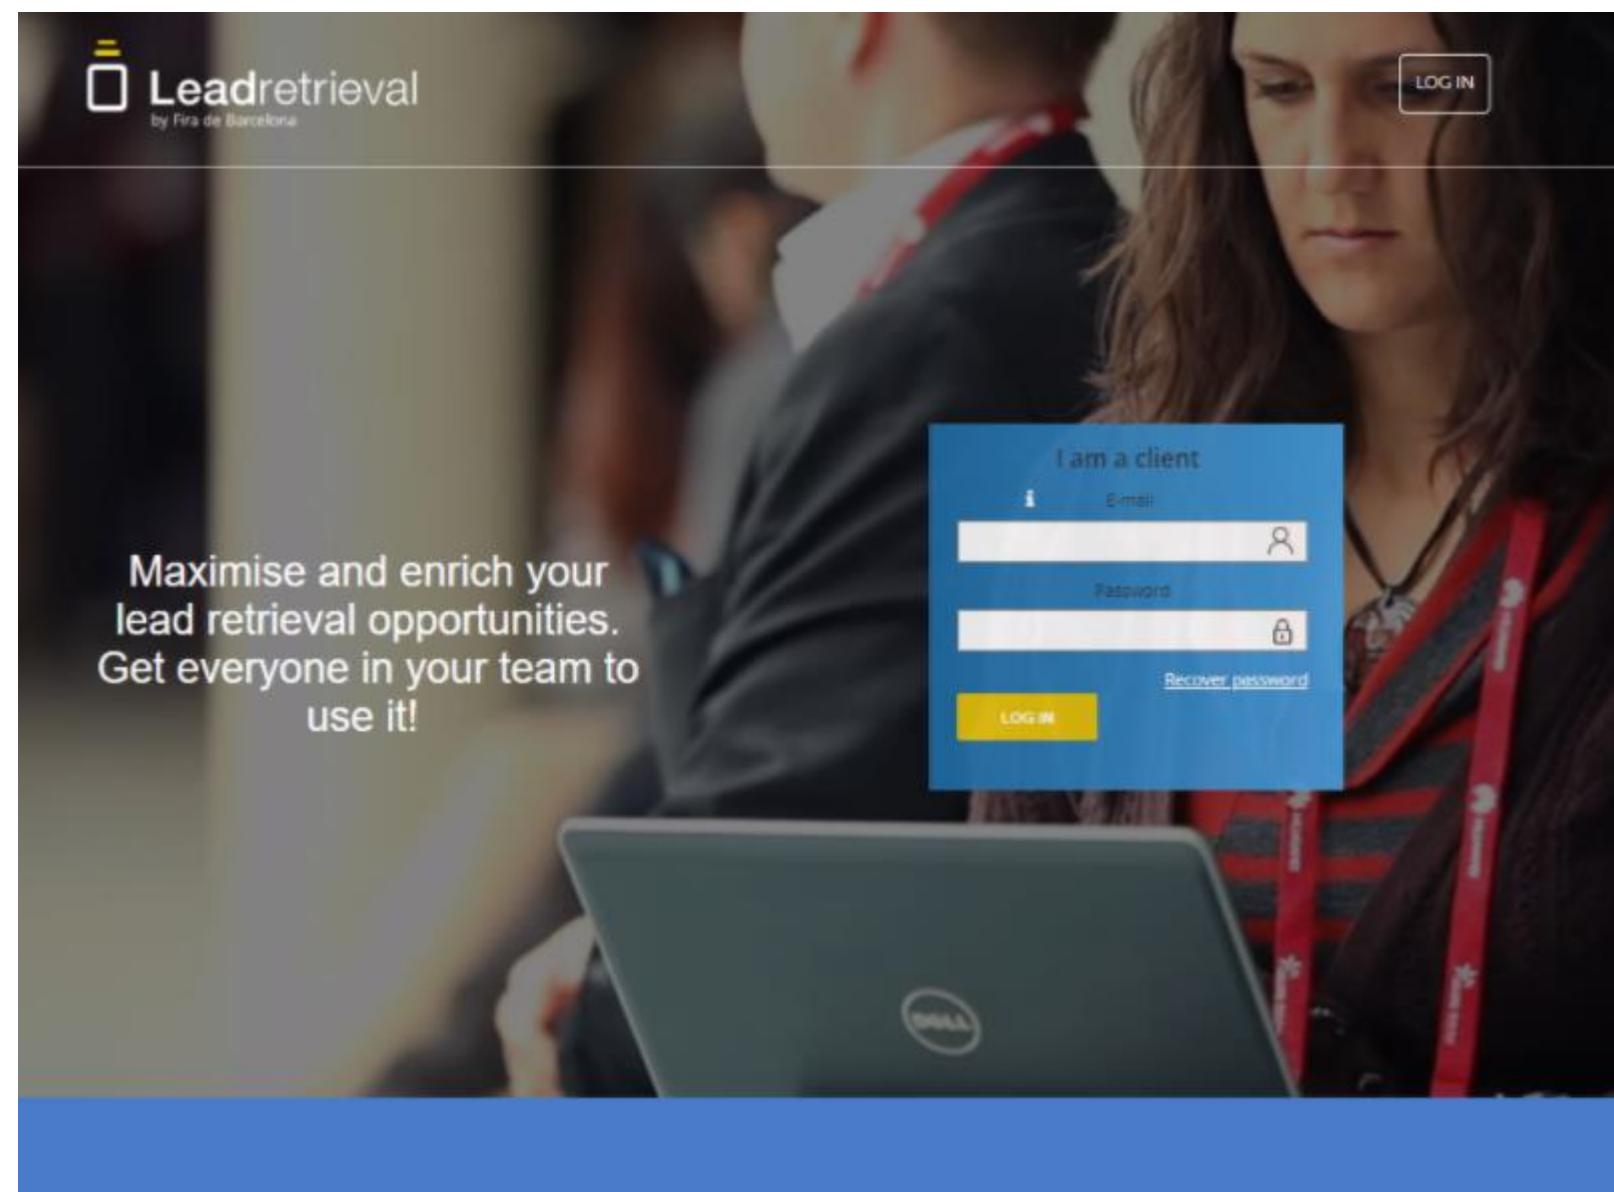 Leadretrieval
by Fira de Barcelona
LOG IN
Maximise and enrich your
lead retrieval opportunities.
Get everyone in your team to
use it!
I am a client
i
E-mail
Password
Recover password
LOG IN
DELL